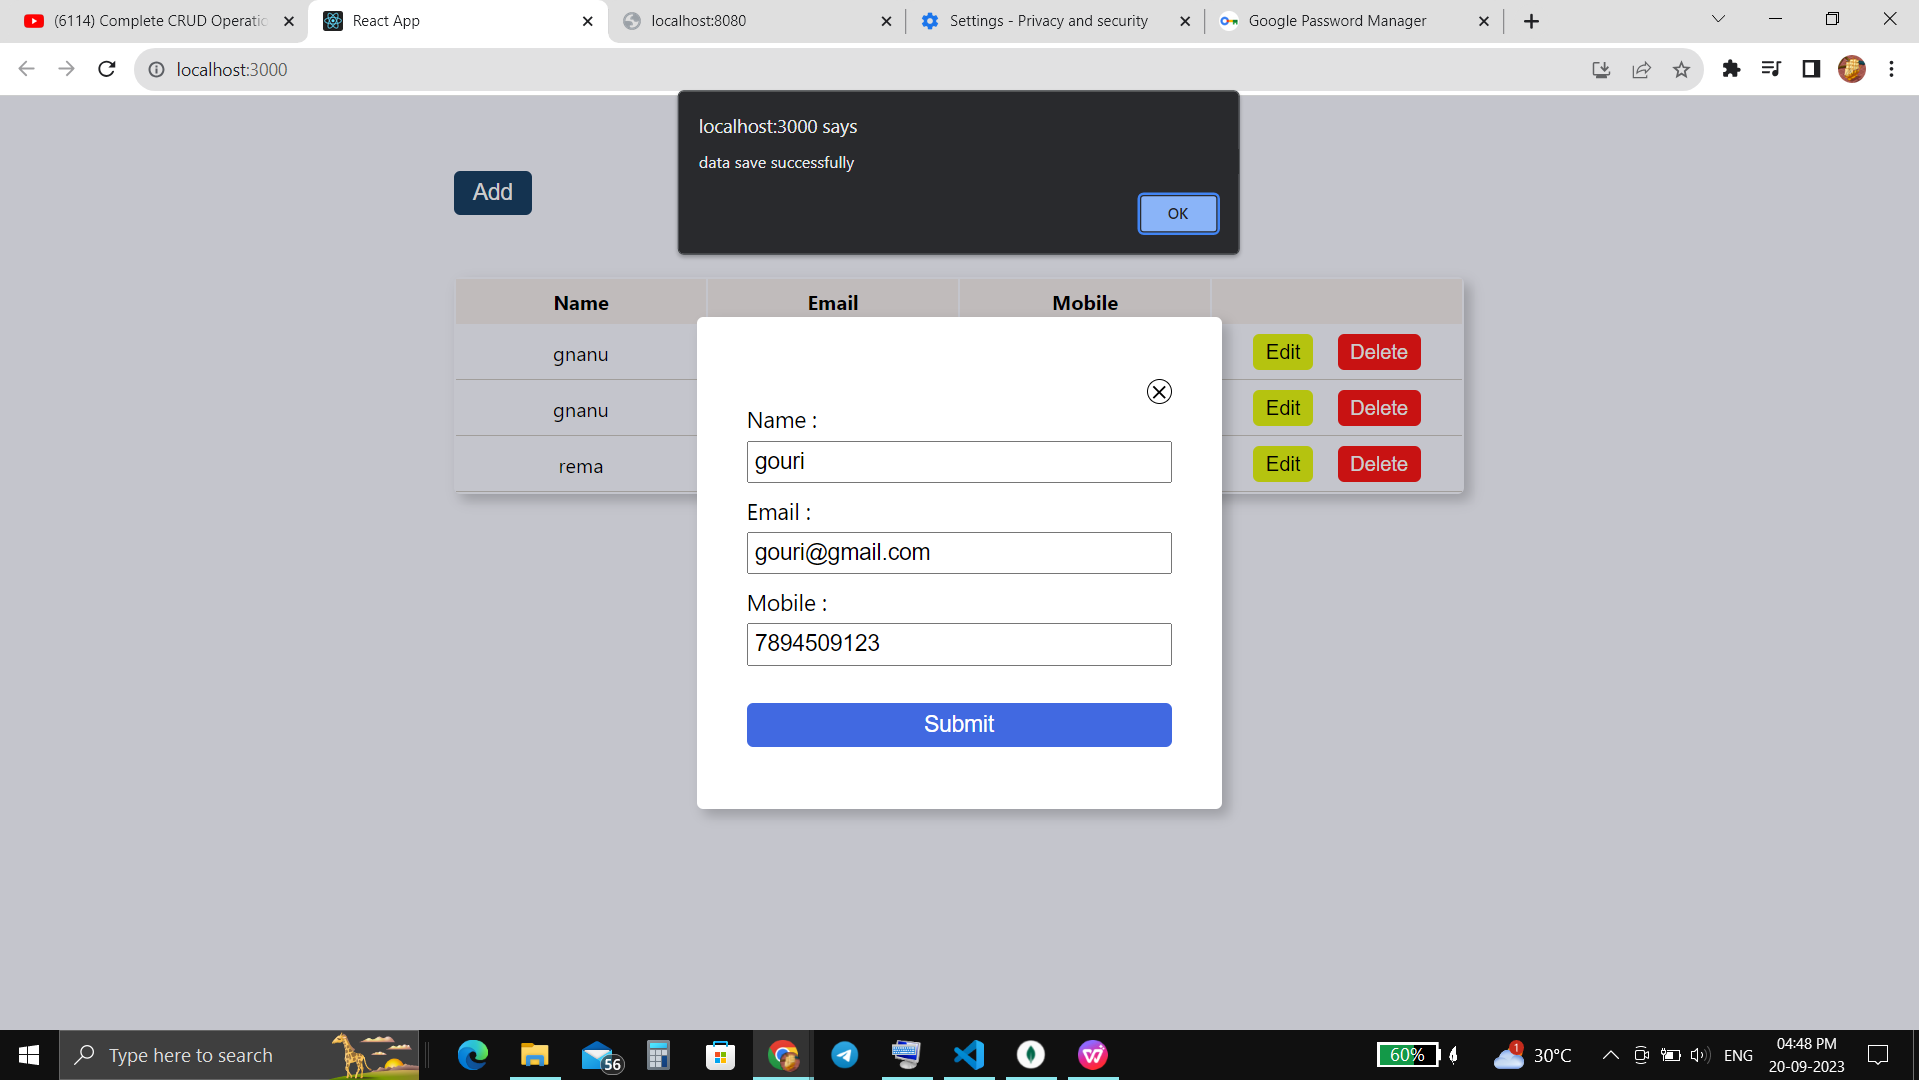 (6114) Complete CRUD Operatio
React App
localhost:8080
Settings - Privacy and security
Google Password Manager
localhost:3000
localhost:3000 says
data save successfully
OK
Add
Name Email Mobile
gnanu Edit Delete
gnanu Edit Delete
rema Edit Delete
Name :
gouri
Email :
gouri@gmail.com
Mobile :
7894509123
Submit
Type here to search
56
60%
1
30°C
ENG
04:48 PM
20-09-2023